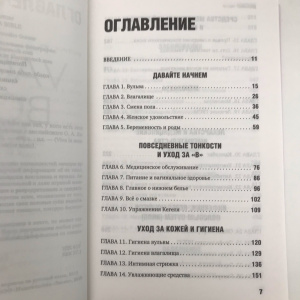 ОГЛАВЛЕНИЕ
ВВЕДЕНИЕ 11
ДАВАЙТЕ НАЧНЕМ
ГЛАВА 1. Вульва 15
ГЛАВА 2. Влагалище 26
ГЛАВА 3. Смена пола 36
ГЛАВА 4. Женское удовольствие 45
ГЛАВА 5. Беременность и роды 59
ПОВСЕДНЕВНЫЕ ТОНКОСТИ
И УХОД ЗА «В»
ГЛАВА 6. Медицинское обслуживание 76
ГЛАВА 7. Питание и вагинальное здоровье 86
ГЛАВА 8. Главное о нижнем белье 96
ГЛАВА 9. Всё о смазке 102
ГЛАВА 10. Упражнения Кегеля 109
УХОД ЗА КОЖЕЙ И ГИГИЕНА
ГЛАВА 11. Гигиена вульвы 120
ГЛАВА 12. Гигиена влагалища 129
ГЛАВА 13. Интимная стрижка 136
ГЛАВА 14. Увлажняющие средства 151
7